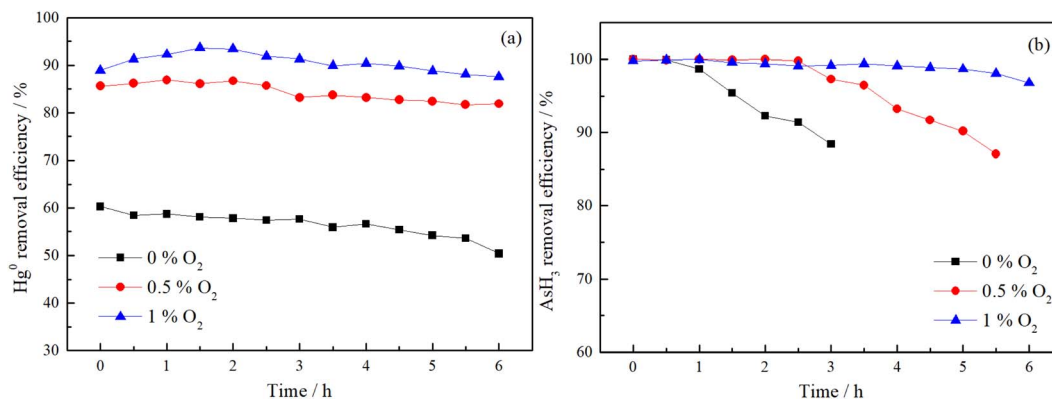 (a)
Hg⁰ removal efficiency / %
100
90
80
70
60
50
40
30
0 % O₂
0.5 % O₂
1 % O₂
0 1 2 3 4 5 6
Time / h
(b)
AsH₃ removal efficiency / %
100
90
80
70
60
0 % O₂
0.5 % O₂
1 % O₂
0 1 2 3 4 5 6
Time / h